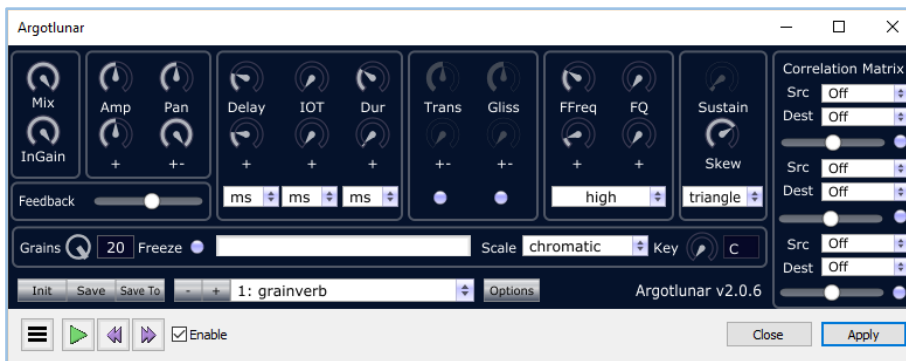 Argotlunar
Mix
InGain
Amp Pan
+ +-
Delay IOT Dur
+ + +
ms ms ms
Trans Gliss
+- +-
FFreq FQ
+ +
high
Sustain
Skew
triangle
Correlation Matrix
Src Off
Dest Off
Src Off
Dest Off
Src Off
Dest Off
Feedback
Grains 20 Freeze Scale chromatic Key C
Init Save Save To - + 1: grainverb Options Argotlunar v2.0.6
Enable Close Apply